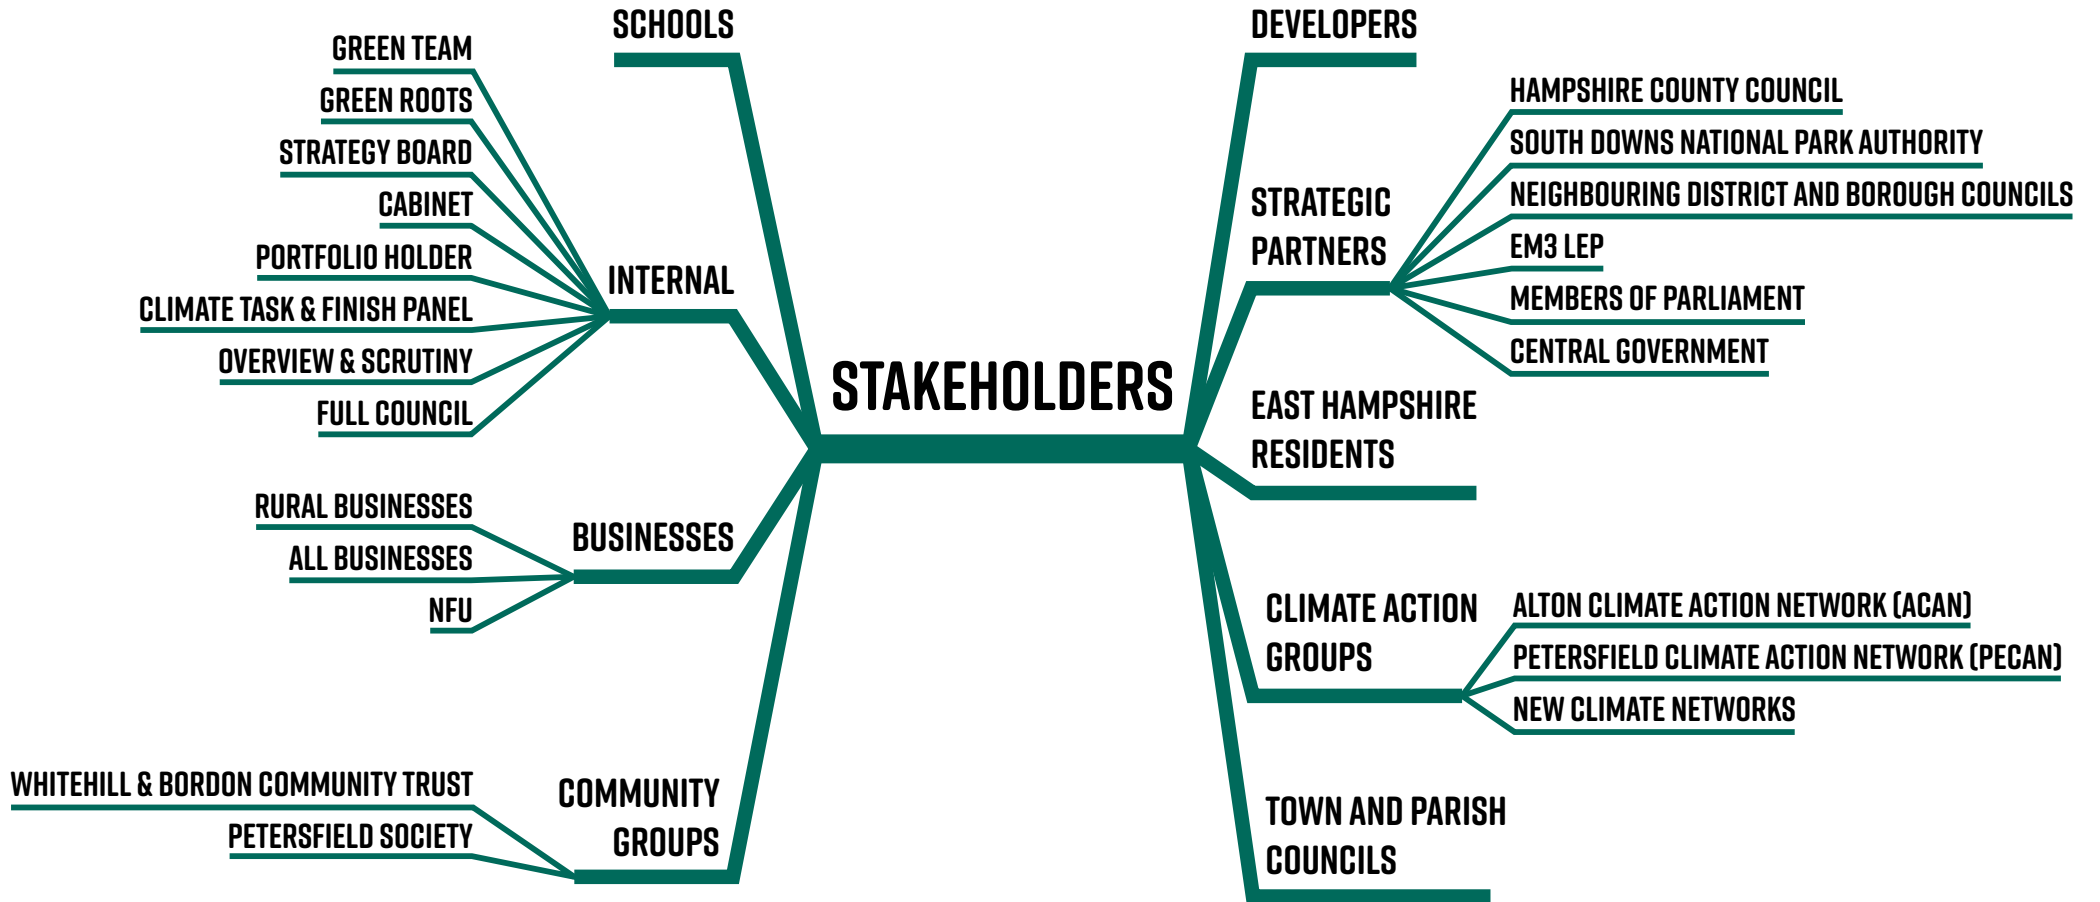 STAKEHOLDERS
SCHOOLS
INTERNAL
GREEN TEAM
GREEN ROOTS
STRATEGY BOARD
CABINET
PORTFOLIO HOLDER
CLIMATE TASK & FINISH PANEL
OVERVIEW & SCRUTINY
FULL COUNCIL
BUSINESSES
RURAL BUSINESSES
ALL BUSINESSES
NFU
COMMUNITY
GROUPS
WHITEHILL & BORDON COMMUNITY TRUST
PETERSFIELD SOCIETY
DEVELOPERS
STRATEGIC
PARTNERS
HAMPSHIRE COUNTY COUNCIL
SOUTH DOWNS NATIONAL PARK AUTHORITY
NEIGHBOURING DISTRICT AND BOROUGH COUNCILS
EM3 LEP
MEMBERS OF PARLIAMENT
CENTRAL GOVERNMENT
EAST HAMPSHIRE
RESIDENTS
CLIMATE ACTION
GROUPS
ALTON CLIMATE ACTION NETWORK (ACAN)
PETERSFIELD CLIMATE ACTION NETWORK (PECAN)
NEW CLIMATE NETWORKS
TOWN AND PARISH
COUNCILS